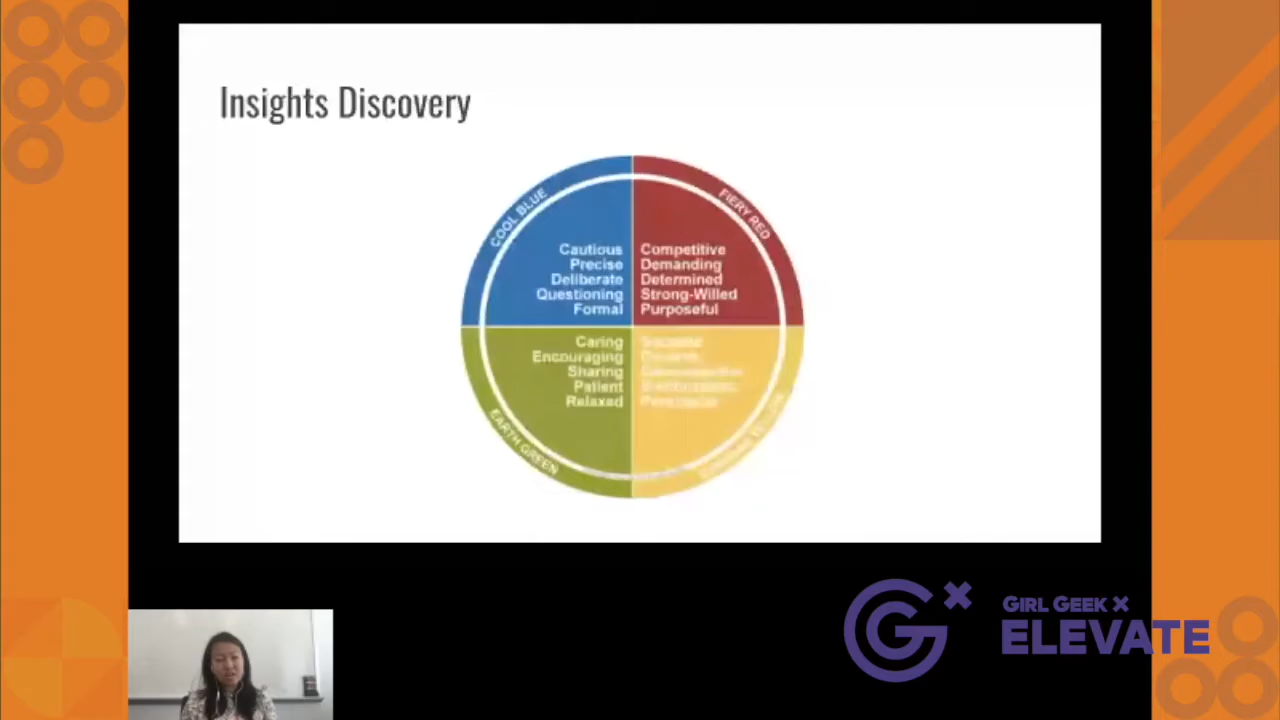 Insights Discovery
COOL BLUE
FIERY RED
Cautious
Precise
Deliberate
Questioning
Formal
Competitive
Demanding
Determined
Strong-Willed
Purposeful
Caring
Encouraging
Sharing
Patient
Relaxed
EARTH GREEN
GIRL GEEK X
ELEVATE